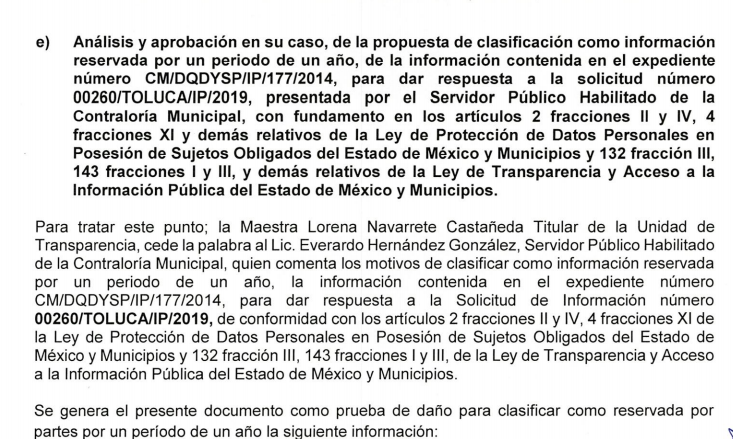 e) Análisis y aprobación en su caso, de la propuesta de clasificación como información
reservada por un periodo de un año, de la información contenida en el expediente
número CM/DQDYSP/IP/177/2014, para dar respuesta a la solicitud número
00260/TOLUCA/IP/2019, presentada por el Servidor Público Habilitado de la
Contraloría Municipal, con fundamento en los artículos 2 fracciones II y IV, 4
fracciones XI y demás relativos de la Ley de Protección de Datos Personales en
Posesión de Sujetos Obligados del Estado de México y Municipios y 132 fracción III,
143 fracciones I y III, y demás relativos de la Ley de Transparencia y Acceso a la
Información Pública del Estado de México y Municipios.
Para tratar este punto; la Maestra Lorena Navarrete Castañeda Titular de la Unidad de
Transparencia, cede la palabra al Lic. Everardo Hernández González, Servidor Público Habilitado
de la Contraloría Municipal, quien comenta los motivos de clasificar como información reservada
por un periodo de un año, la información contenida en el expediente número
CM/DQDYSP/IP/177/2014, para dar respuesta a la Solicitud de Información número
00260/TOLUCA/IP/2019, de conformidad con los artículos 2 fracciones II y IV, 4 fracciones XI de
la Ley de Protección de Datos Personales en Posesión de Sujetos Obligados del Estado de
México y Municipios y 132 fracción III, 143 fracciones I y III, de la Ley de Transparencia y Acceso
a la Información Pública del Estado de México y Municipios.
Se genera el presente documento como prueba de daño para clasificar como reservada por
partes por un período de un año la siguiente información: